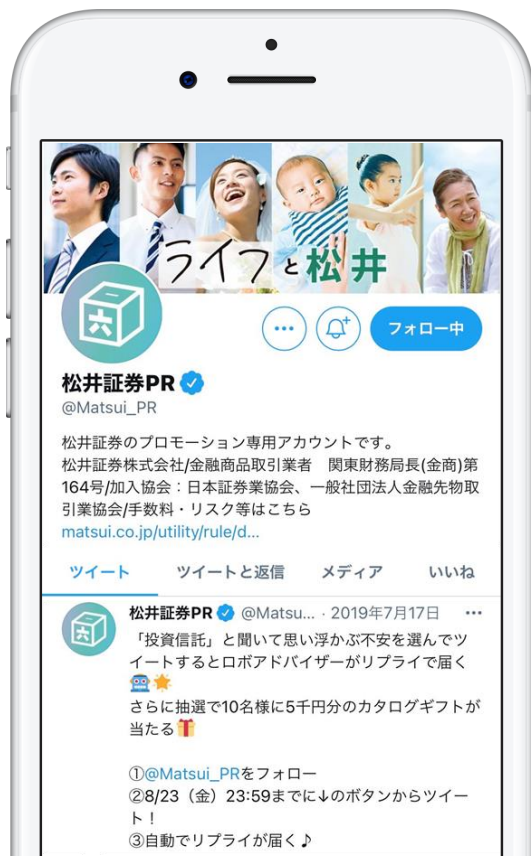 ライフと松井
六
フォロー中
松井証券PR
@Matsui_PR
松井証券のプロモーション専用アカウントです。
松井証券株式会社/金融商品取引業者　関東財務局長(金商)第
164号/加入協会：日本証券業協会、一般社団法人金融先物取
引業協会/手数料・リスク等はこちら
matsui.co.jp/utility/rule/d...
ツイート ツイートと返信 メディア いいね
六
松井証券PR @Matsu... · 2019年7月17日
「投資信託」と聞いて思い浮かぶ不安を選んでツ
イートするとロボアドバイザーがリプライで届く
🤖🌟
さらに抽選で10名様に5千円分のカタログギフトが
当たる🎁
①@Matsui_PRをフォロー
②8/23（金）23:59までに↓のボタンからツイー
ト！
③自動でリプライが届く♪